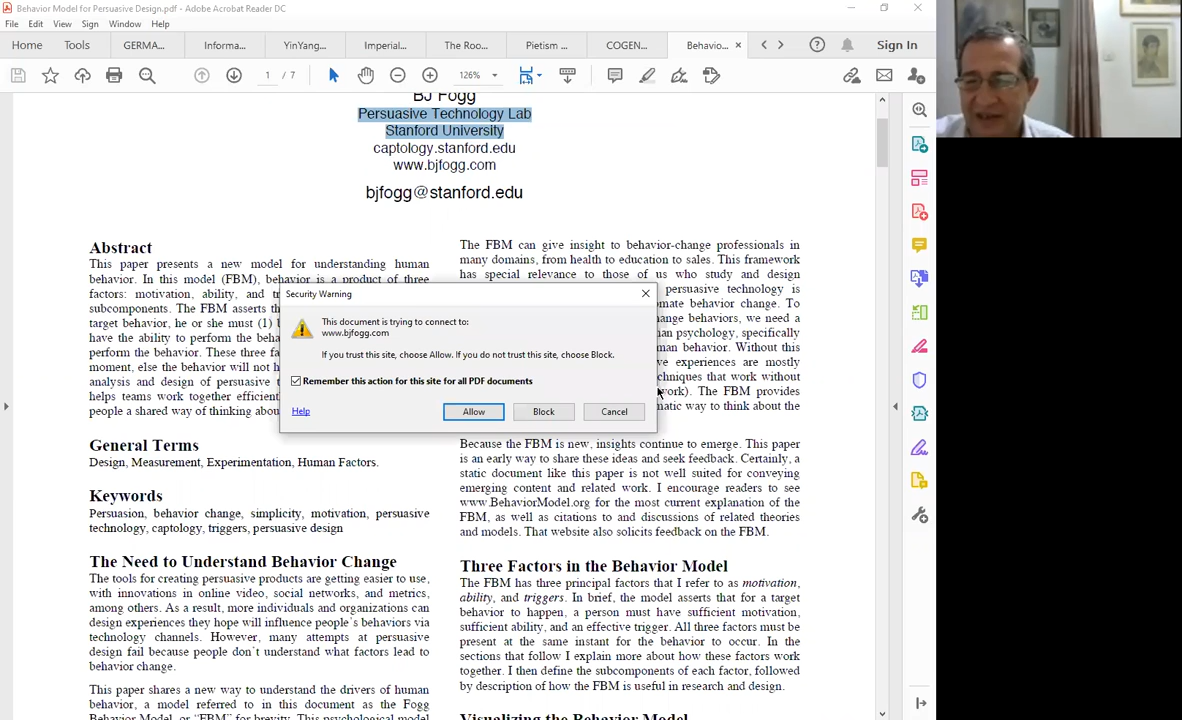 Behavior Model for Persuasive Design.pdf - Adobe Acrobat Reader DC
File Edit View Sign Window Help
Home Tools GERMA... Informa... YinYang... Imperial... The Roo... Pietism ... COGEN... Behavio... × Sign In
1 / 7 126%
BJ Fogg
Persuasive Technology Lab
Stanford University
captology.stanford.edu
www.bjfogg.com
bjfogg@stanford.edu
Abstract
This paper presents a new model for understanding human
behavior. In this model (FBM), behavior is a product of three
factors: motivation, ability, and
subcomponents. The FBM asserts
target behavior, he or she must (1)
have the ability to perform the
perform the behavior. These three
moment, else the behavior will not
analysis and design of persuasive
helps teams work together
people a shared way of thinking
General Terms
Design, Measurement, Experimentation, Human Factors.
Keywords
Persuasion, behavior change, simplicity, motivation, persuasive
technology, captology, triggers, persuasive design
The Need to Understand Behavior Change
The tools for creating persuasive products are getting easier to use,
with innovations in online video, social networks, and metrics,
among others. As a result, more individuals and organizations can
design experiences they hope will influence people's behaviors via
technology channels. However, many attempts at persuasive
design fail because people don't understand what factors lead to
behavior change.
This paper shares a new way to understand the drivers of human
behavior, a model referred to in this document as the Fogg
Behavior Model, or "FBM" for brevity. This psychological model
The FBM can give insight to behavior-change professionals in
many domains, from health to education to sales. This framework
has special relevance to those of us who study and design
persuasive technology is
change. To
behaviors, we need a
psychology, specifically
behavior. Without this
experiences are mostly
techniques that work without
work). The FBM provides
way to think about the
Because the FBM is new, insights continue to emerge. This paper
is an early way to share these ideas and seek feedback. Certainly, a
static document like this paper is not well suited for conveying
emerging content and related work. I encourage readers to see
www.BehaviorModel.org for the most current explanation of the
FBM, as well as citations to and discussions of related theories
and models. That website also solicits feedback on the FBM.
Three Factors in the Behavior Model
The FBM has three principal factors that I refer to as motivation,
ability, and triggers. In brief, the model asserts that for a target
behavior to happen, a person must have sufficient motivation,
sufficient ability, and an effective trigger. All three factors must be
present at the same instant for the behavior to occur. In the
sections that follow I explain more about how these factors work
together. I then define the subcomponents of each factor, followed
by description of how the FBM is useful in research and design.
Visualizing the Behavior Model
Security Warning
This document is trying to connect to:
www.bjfogg.com
If you trust this site, choose Allow. If you do not trust this site, choose Block.
Remember this action for this site for all PDF documents
Help Allow Block Cancel